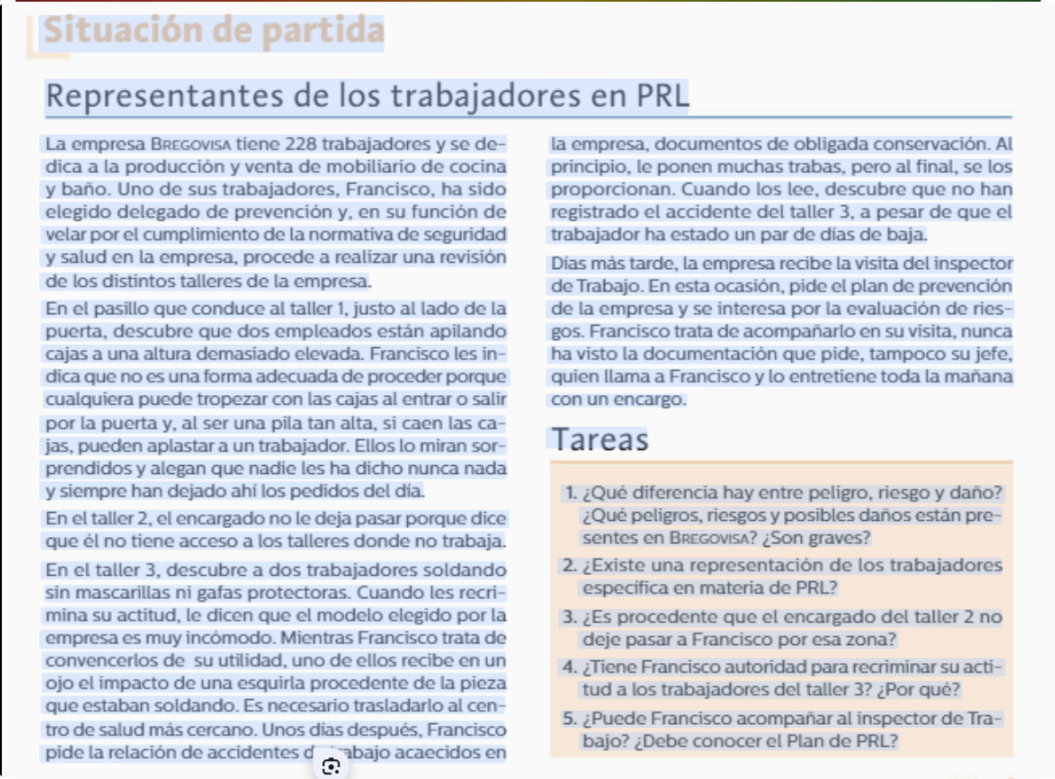 Situación de partida
Representantes de los trabajadores en PRL
La empresa BREGOVISA tiene 228 trabajadores y se de-
dica a la producción y venta de mobiliario de cocina
y baño. Uno de sus trabajadores, Francisco, ha sido
elegido delegado de prevención y, en su función de
velar por el cumplimiento de la normativa de seguridad
y salud en la empresa, procede a realizar una revisión
de los distintos talleres de la empresa.
En el pasillo que conduce al taller 1, justo al lado de la
puerta, descubre que dos empleados están apilando
cajas a una altura demasiado elevada. Francisco les in-
dica que no es una forma adecuada de proceder porque
cualquiera puede tropezar con las cajas al entrar o salir
por la puerta y, al ser una pila tan alta, si caen las ca-
jas, pueden aplastar a un trabajador. Ellos lo miran sor-
prendidos y alegan que nadie les ha dicho nunca nada
y siempre han dejado ahí los pedidos del día.
En el taller 2, el encargado no le deja pasar porque dice
que él no tiene acceso a los talleres donde no trabaja.
En el taller 3, descubre a dos trabajadores soldando
sin mascarillas ni gafas protectoras. Cuando les recri-
mina su actitud, le dicen que el modelo elegido por la
empresa es muy incómodo. Mientras Francisco trata de
convencerlos de su utilidad, uno de ellos recibe en un
ojo el impacto de una esquirla procedente de la pieza
que estaban soldando. Es necesario trasladarlo al cen-
tro de salud más cercano. Unos días después, Francisco
pide la relación de accidentes de trabajo acaecidos en
la empresa, documentos de obligada conservación. Al
principio, le ponen muchas trabas, pero al final, se los
proporcionan. Cuando los lee, descubre que no han
registrado el accidente del taller 3, a pesar de que el
trabajador ha estado un par de días de baja.
Días más tarde, la empresa recibe la visita del inspector
de Trabajo. En esta ocasión, pide el plan de prevención
de la empresa y se interesa por la evaluación de ries-
gos. Francisco trata de acompañarlo en su visita, nunca
ha visto la documentación que pide, tampoco su jefe,
quien llama a Francisco y lo entretiene toda la mañana
con un encargo.
Tareas
1. ¿Qué diferencia hay entre peligro, riesgo y daño?
¿Qué peligros, riesgos y posibles daños están pre-
sentes en BREGOVISA? ¿Son graves?
2. ¿Existe una representación de los trabajadores
específica en materia de PRL?
3. ¿Es procedente que el encargado del taller 2 no
deje pasar a Francisco por esa zona?
4. ¿Tiene Francisco autoridad para recriminar su acti-
tud a los trabajadores del taller 3? ¿Por qué?
5. ¿Puede Francisco acompañar al inspector de Tra-
bajo? ¿Debe conocer el Plan de PRL?